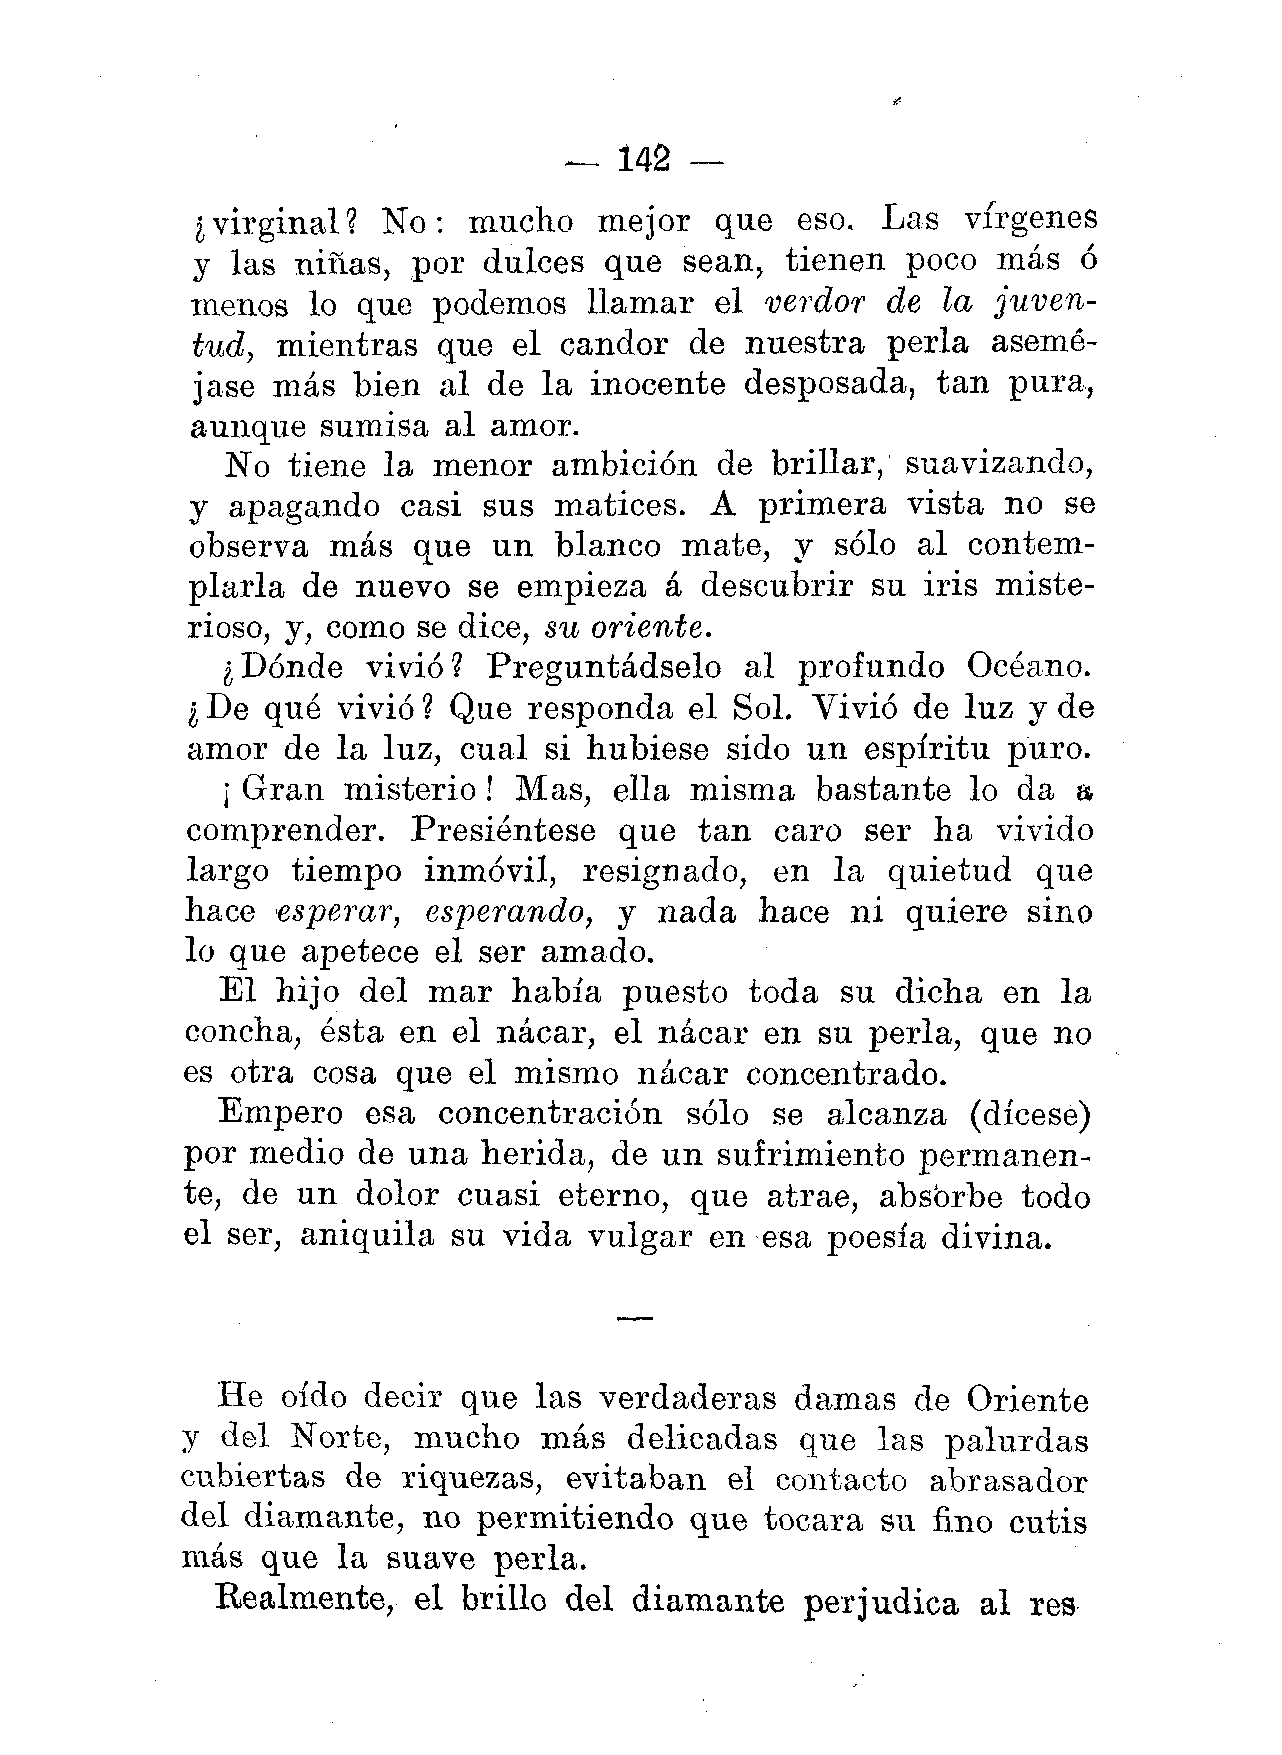 — 142 —
¿virginal? No: mucho mejor que eso. Las vírgenes
y las niñas, por dulces que sean, tienen poco más ó
menos lo que podemos llamar el verdor de la juven-
tud, mientras que el candor de nuestra perla asemé-
jase más bien al de la inocente desposada, tan pura,
aunque sumisa al amor.
No tiene la menor ambición de brillar, suavizando,
y apagando casi sus matices. A primera vista no se
observa más que un blanco mate, y sólo al contem-
plarla de nuevo se empieza á descubrir su iris miste-
rioso, y, como se dice, su oriente.
¿Dónde vivió? Preguntádselo al profundo Océano.
¿De qué vivió? Que responda el Sol. Vivió de luz y de
amor de la luz, cual si hubiese sido un espíritu puro.
¡Gran misterio! Mas, ella misma bastante lo da a
comprender. Presiéntese que tan caro ser ha vivido
largo tiempo inmóvil, resignado, en la quietud que
hace esperar, esperando, y nada hace ni quiere sino
lo que apetece el ser amado.
El hijo del mar había puesto toda su dicha en la
concha, ésta en el nácar, el nácar en su perla, que no
es otra cosa que el mismo nácar concentrado.
Empero esa concentración sólo se alcanza (dícese)
por medio de una herida, de un sufrimiento permanen-
te, de un dolor cuasi eterno, que atrae, absorbe todo
el ser, aniquila su vida vulgar en esa poesía divina.
—
He oído decir que las verdaderas damas de Oriente
y del Norte, mucho más delicadas que las palurdas
cubiertas de riquezas, evitaban el contacto abrasador
del diamante, no permitiendo que tocara su fino cutis
más que la suave perla.
Realmente, el brillo del diamante perjudica al res-